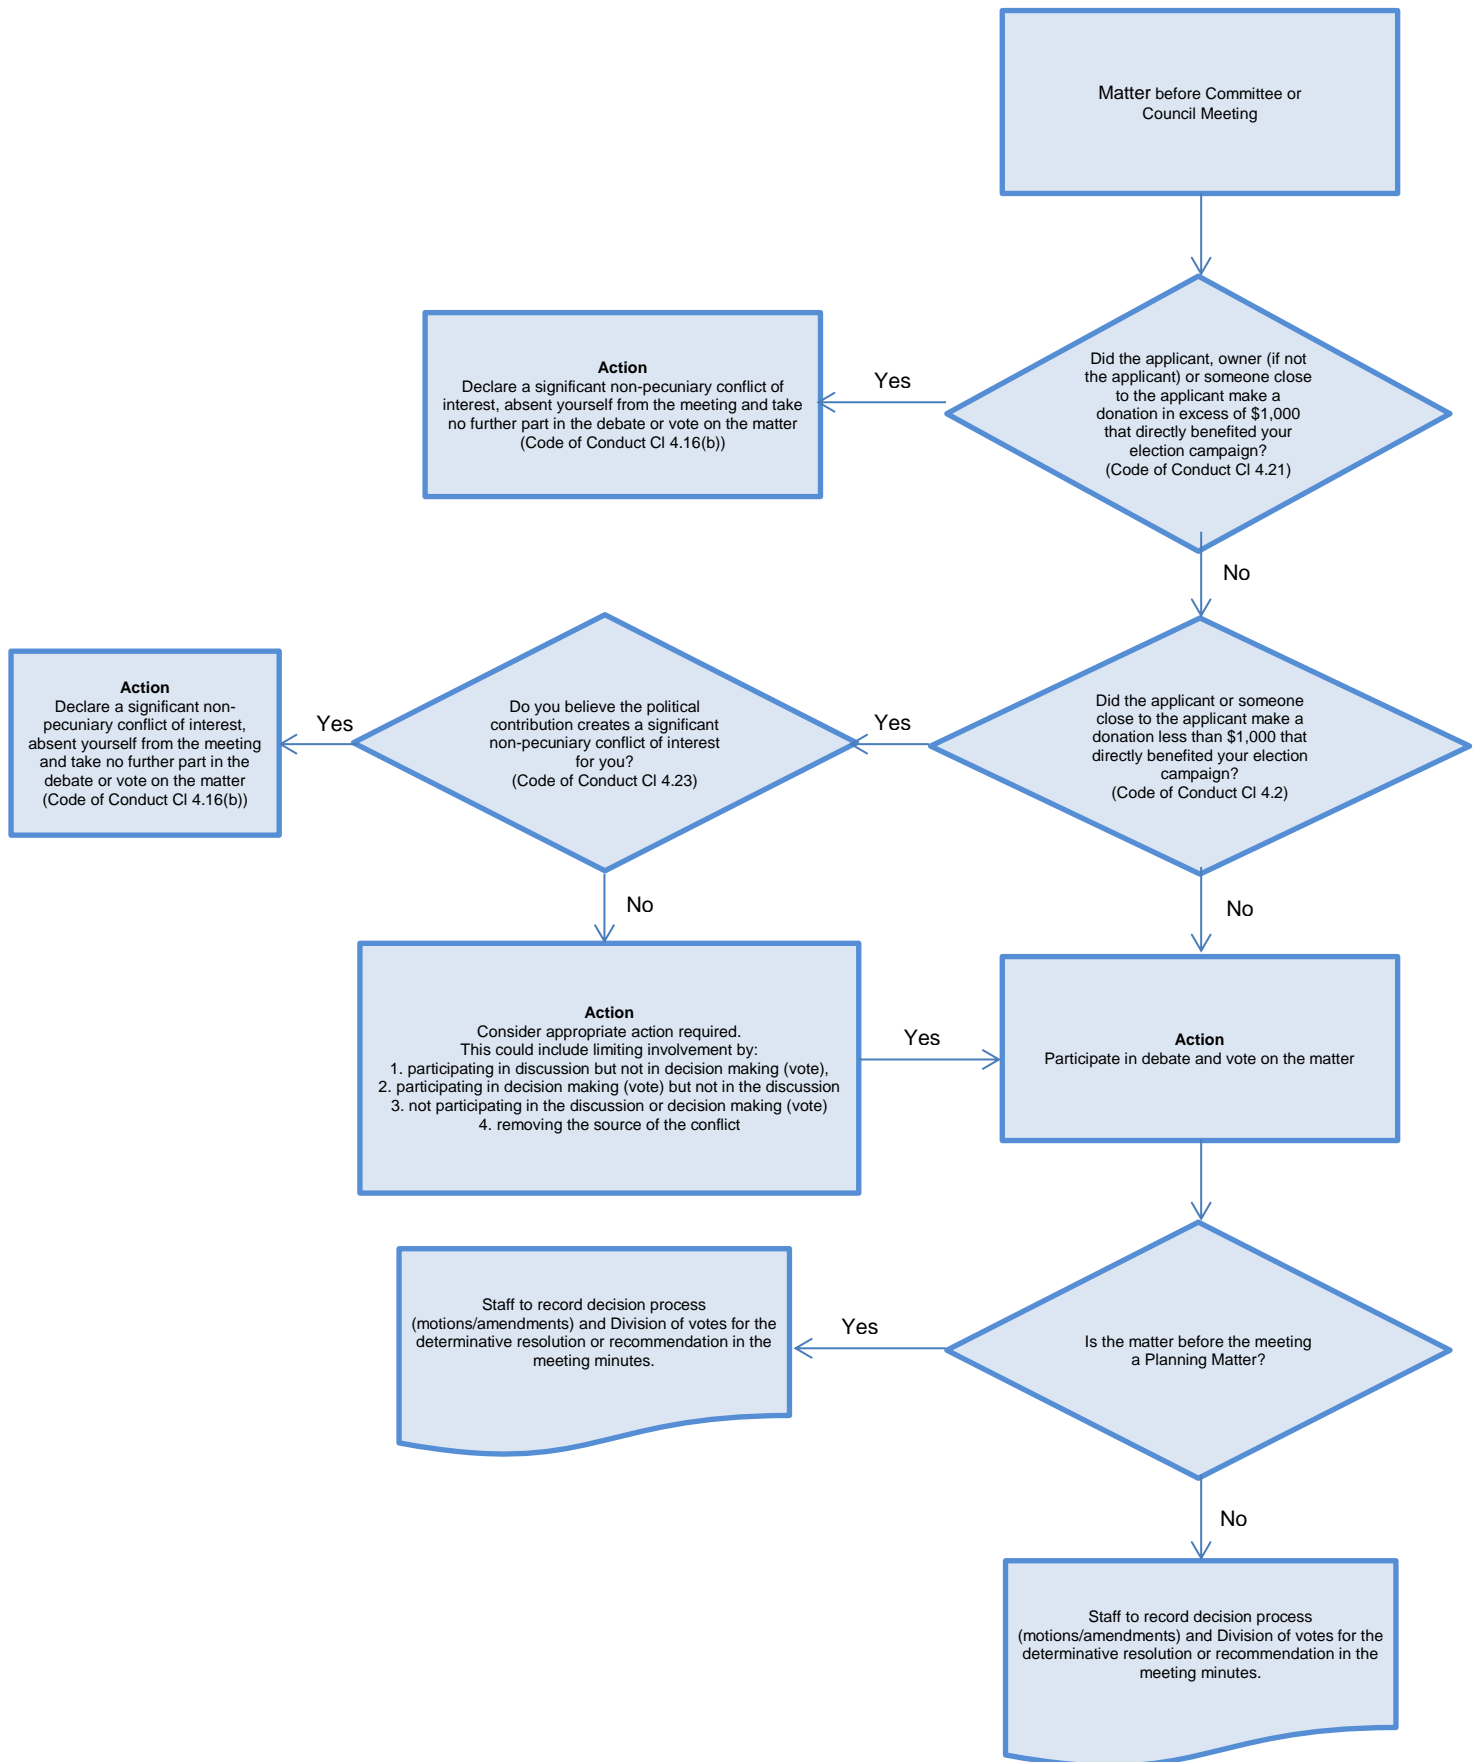 Matter before Committee or
Council Meeting
Did the applicant, owner (if not
the applicant) or someone close
to the applicant make a
donation in excess of $1,000
that directly benefited your
election campaign?
(Code of Conduct Cl 4.21)
Yes
Action
Declare a significant non-pecuniary conflict of
interest, absent yourself from the meeting and take
no further part in the debate or vote on the matter
(Code of Conduct Cl 4.16(b))
No
Did the applicant or someone
close to the applicant make a
donation less than $1,000 that
directly benefited your election
campaign?
(Code of Conduct Cl 4.2)
Yes
Do you believe the political
contribution creates a significant
non-pecuniary conflict of interest
for you?
(Code of Conduct Cl 4.23)
Yes
Action
Declare a significant non-
pecuniary conflict of interest,
absent yourself from the meeting
and take no further part in the
debate or vote on the matter
(Code of Conduct Cl 4.16(b))
No
Action
Consider appropriate action required.
This could include limiting involvement by:
1. participating in discussion but not in decision making (vote),
2. participating in decision making (vote) but not in the discussion
3. not participating in the discussion or decision making (vote)
4. removing the source of the conflict
Yes
No
Action
Participate in debate and vote on the matter
Is the matter before the meeting
a Planning Matter?
Yes
Staff to record decision process
(motions/amendments) and Division of votes for the
determinative resolution or recommendation in the
meeting minutes.
No
Staff to record decision process
(motions/amendments) and Division of votes for the
determinative resolution or recommendation in the
meeting minutes.